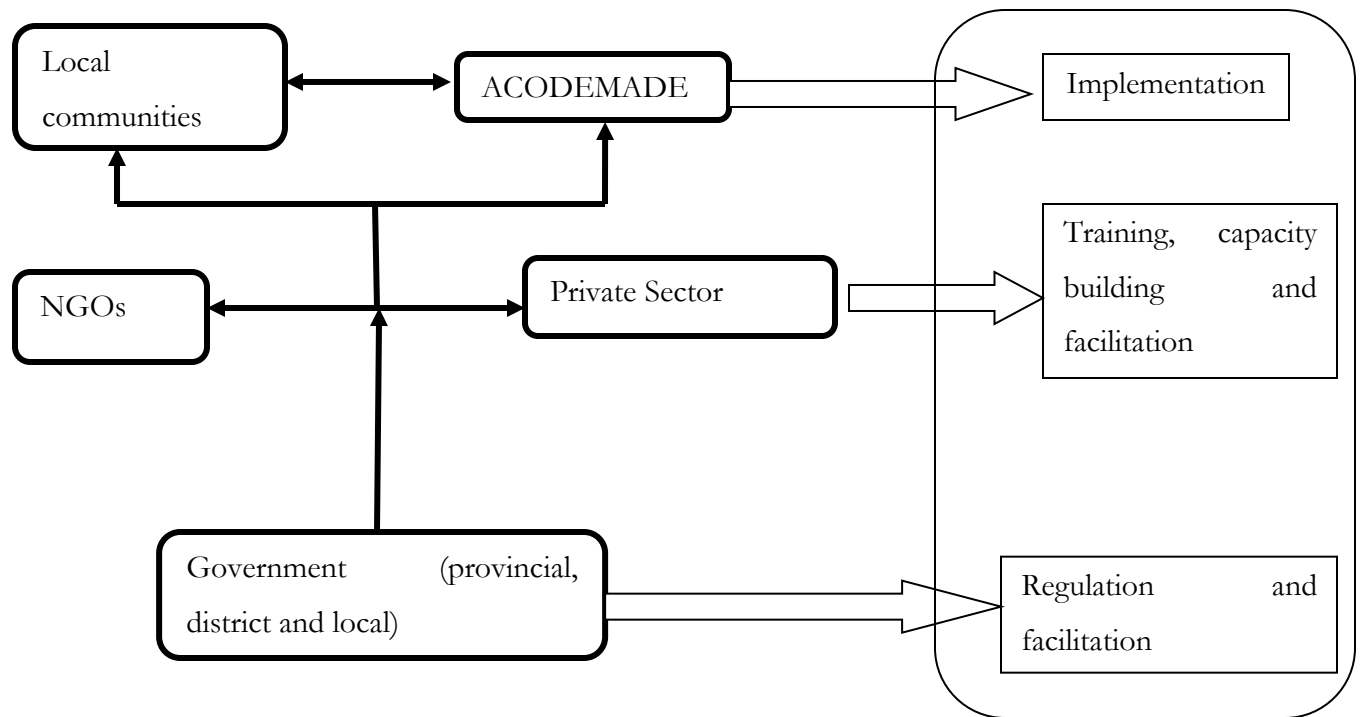 Local
communities
ACODEMADE
Implementation
NGOs
Private Sector
Training, capacity
building and
facilitation
Government (provincial,
district and local)
Regulation and
facilitation